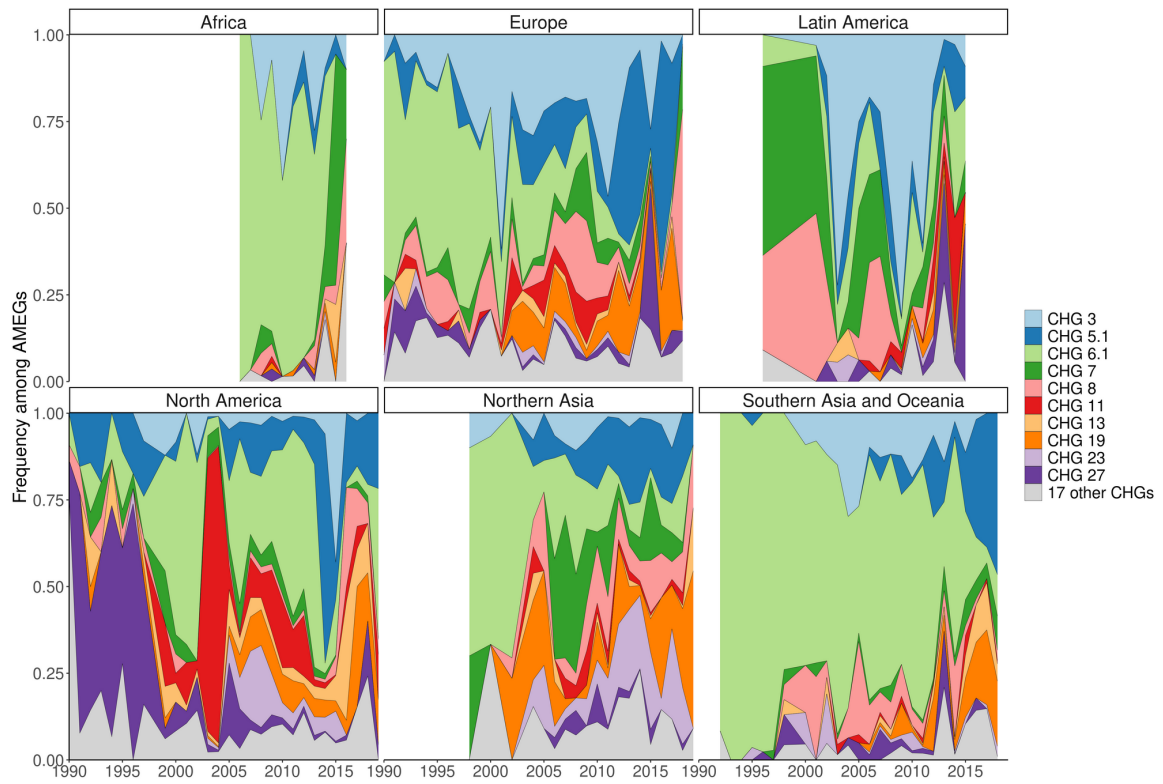 Africa
Europe
Latin America
1.00
0.75
0.50
0.25
0.00
Frequency among AMEGs
North America
Northern Asia
Southern Asia and Oceania
1.00
0.75
0.50
0.25
0.00
1990 1995 2000 2005 2010 2015 1990 1995 2000 2005 2010 2015 1990 1995 2000 2005 2010 2015
CHG 3
CHG 5.1
CHG 6.1
CHG 7
CHG 8
CHG 11
CHG 13
CHG 19
CHG 23
CHG 27
17 other CHGs